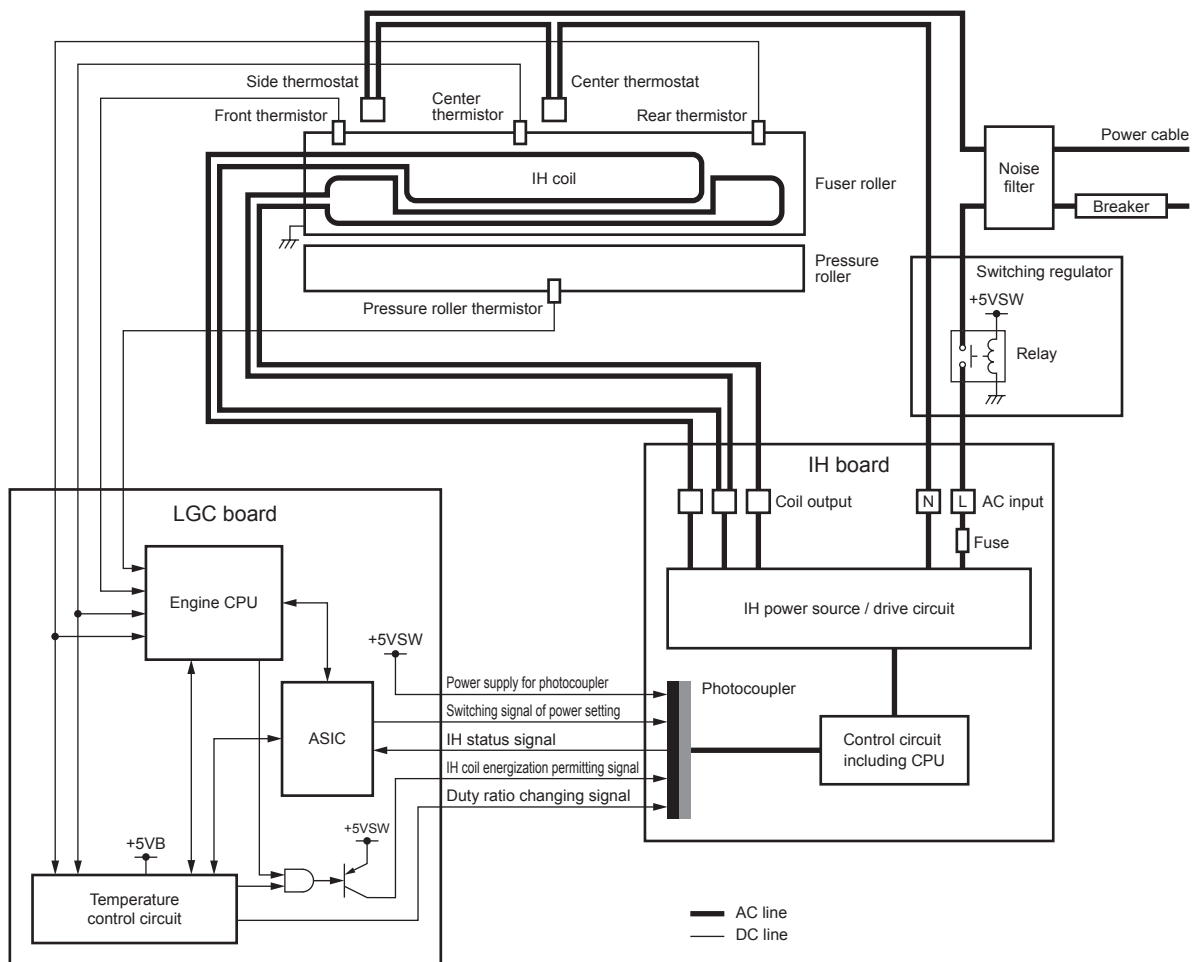 Side thermostat
Center thermostat
Front thermistor
Center
thermistor
Rear thermistor
Power cable
IH coil
Fuser roller
Noise
filter
Breaker
Pressure
roller
Switching regulator
Pressure roller thermistor
+5VSW
Relay
IH board
LGC board
Coil output
N
L
AC input
Fuse
Engine CPU
IH power source / drive circuit
+5VSW
Power supply for photocoupler
Photocoupler
Switching signal of power setting
ASIC
IH status signal
Control circuit
including CPU
IH coil energization permitting signal
Duty ratio changing signal
+5VSW
+5VB
Temperature
control circuit
AC line
DC line